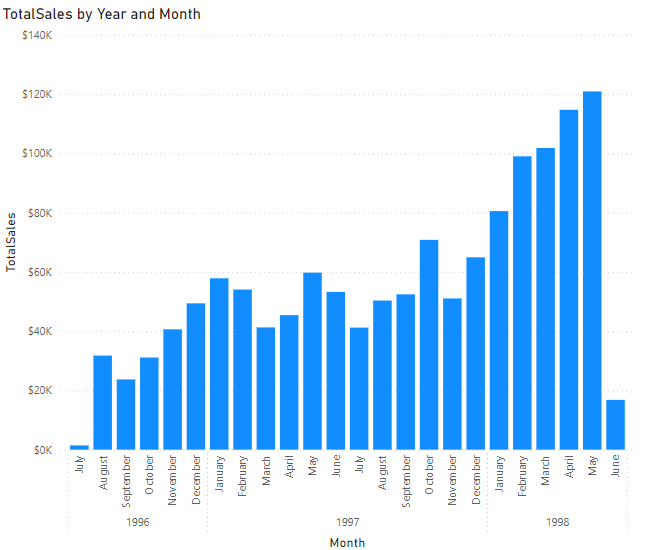 TotalSales by Year and Month
$140K
$120K
$100K
$80K
$60K
$40K
$20K
$0K
TotalSales
July
August
September
October
November
December
January
February
March
April
May
June
July
August
September
October
November
December
January
February
March
April
May
June
1996
1997
1998
Month